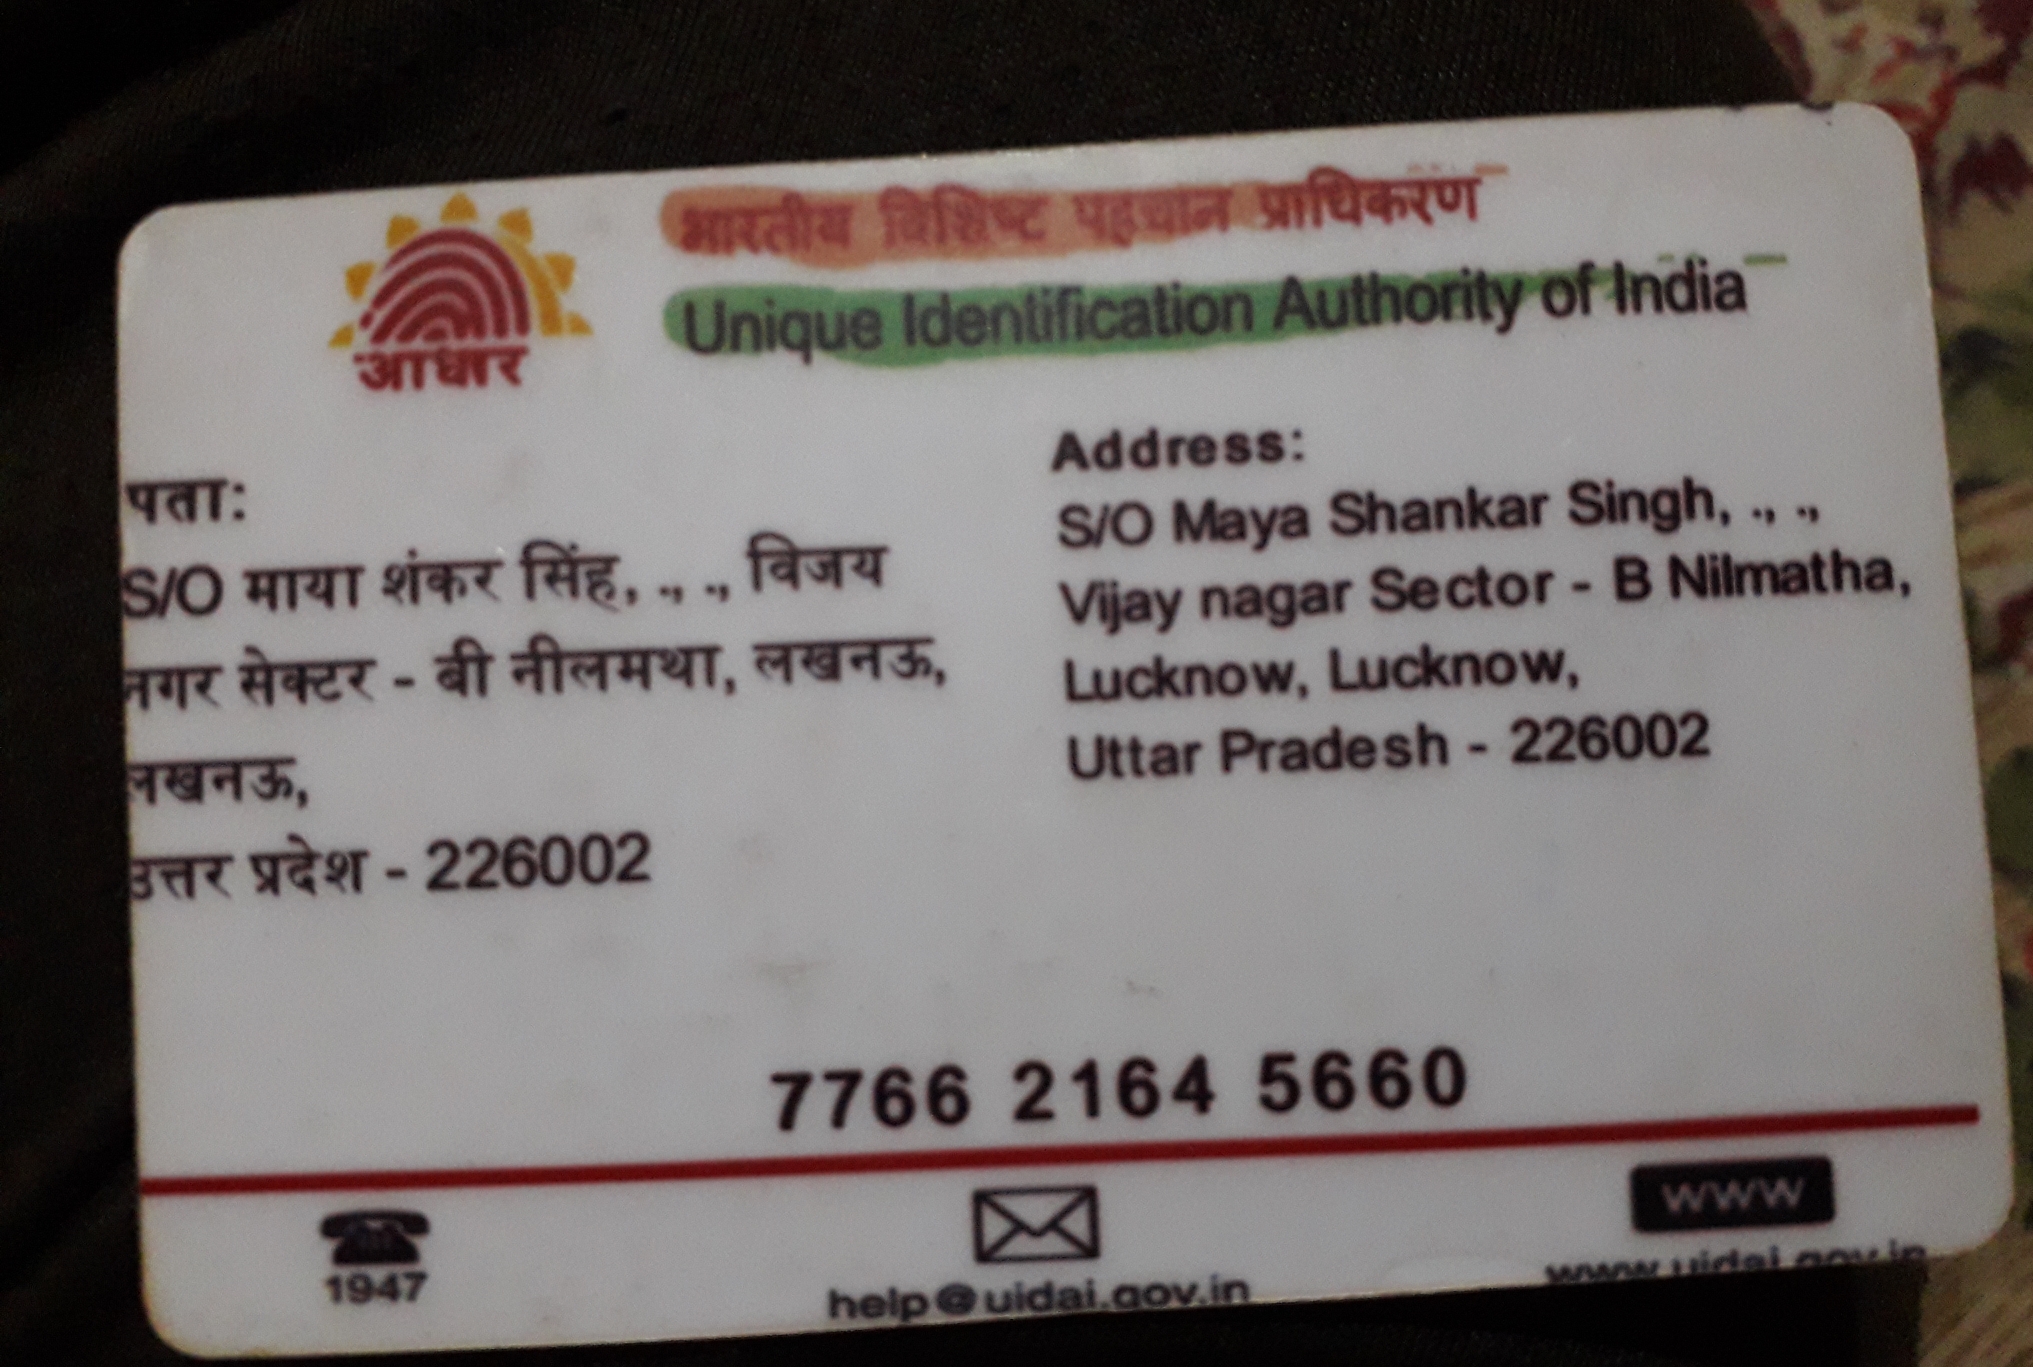 भारतीय विशिष्ट पहचान प्राधिकरण
Unique Identification Authority of India
आधार
पता:
S/O माया शंकर सिंह, ., ., विजय
नगर सेक्टर - बी नीलमथा, लखनऊ,
लखनऊ,
उत्तर प्रदेश - 226002
Address:
S/O Maya Shankar Singh, ., .,
Vijay nagar Sector - B Nilmatha,
Lucknow, Lucknow,
Uttar Pradesh - 226002
7766 2164 5660
1947
help@uidai.gov.in
WWW
www.uidai.gov.in